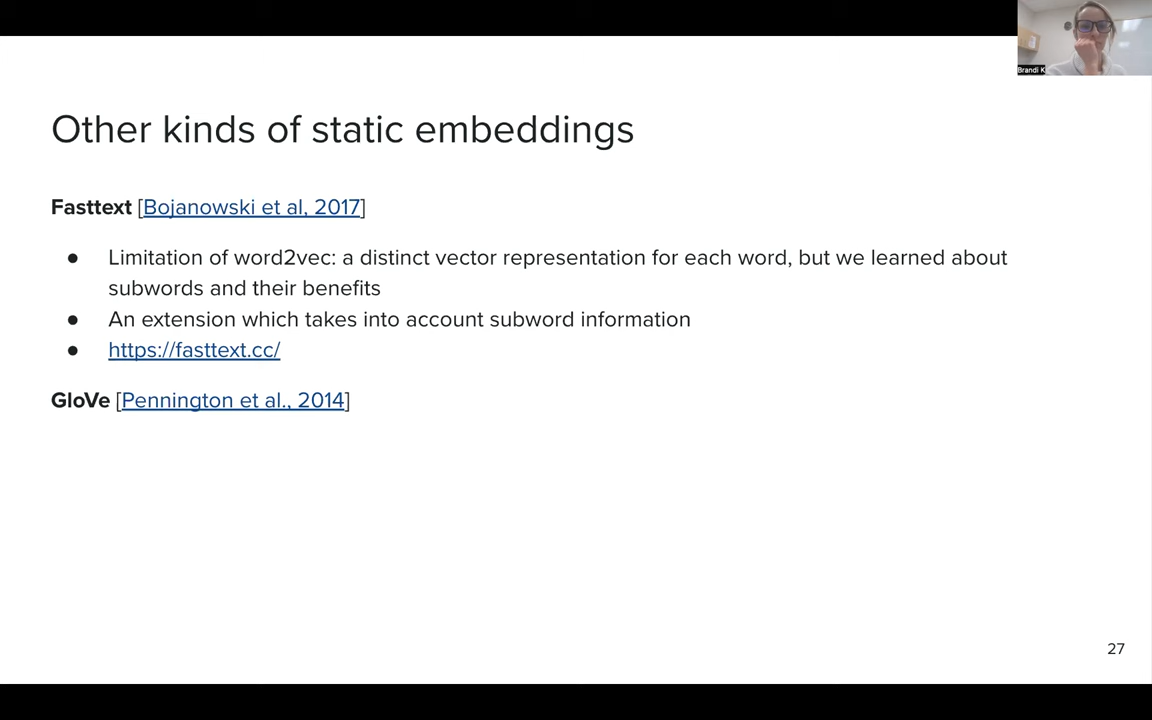 Brandi K
Other kinds of static embeddings
Fasttext [Bojanowski et al, 2017]
● Limitation of word2vec: a distinct vector representation for each word, but we learned about
subwords and their benefits
● An extension which takes into account subword information
● https://fasttext.cc/
GloVe [Pennington et al., 2014]
27